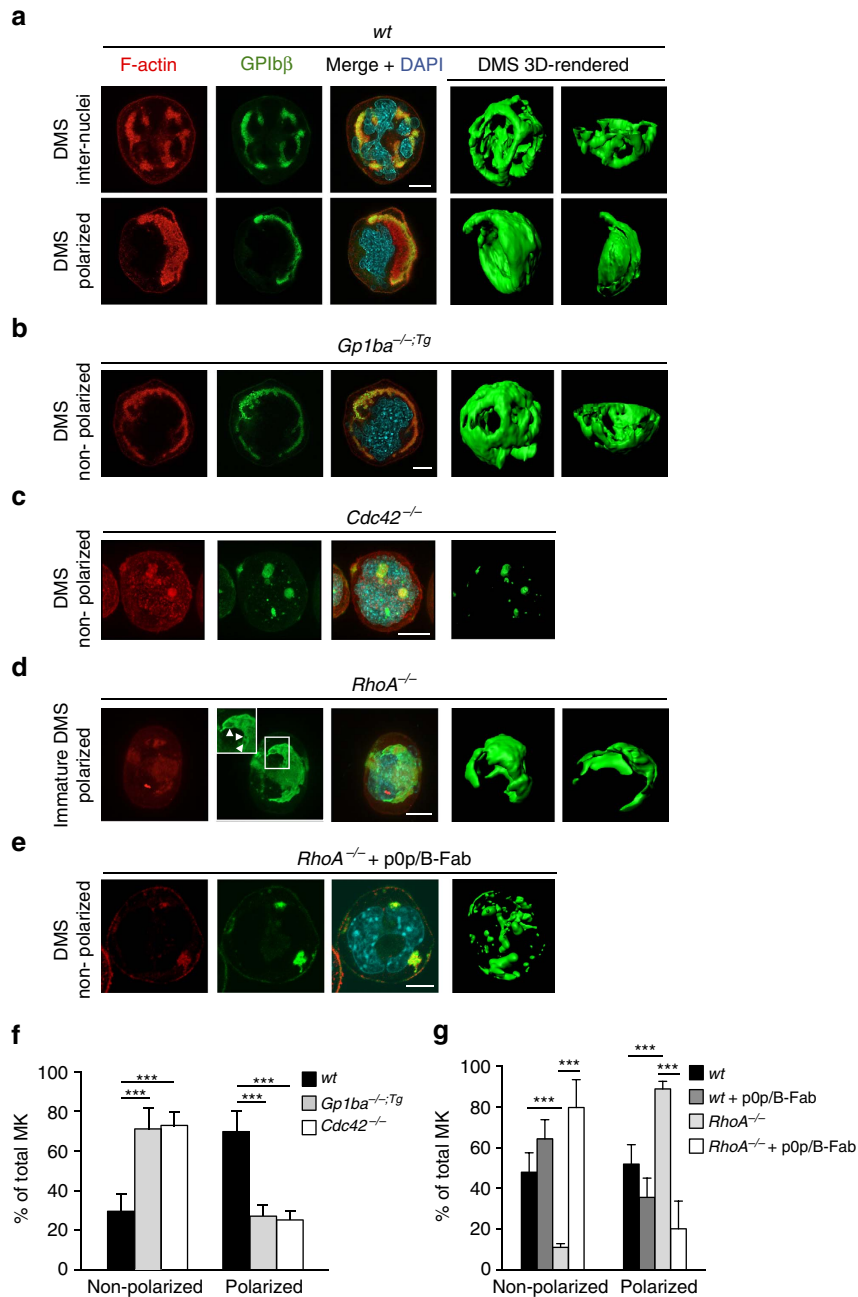 a
wt
F-actin GPIbβ Merge + DAPI DMS 3D-rendered
DMS
inter-nuclei
DMS
polarized
b
Gp1ba−/−;Tg
DMS
non- polarized
c
Cdc42−/−
DMS
non- polarized
d
RhoA−/−
Immature DMS
polarized
e
RhoA−/− + p0p/B-Fab
DMS
non- polarized
f
% of total MK
100
80
60
40
20
0
***
***
***
***
wt
Gp1ba−/−;Tg
Cdc42−/−
Non-polarized Polarized
g
% of total MK
100
80
60
40
20
0
***
***
***
***
wt
wt + p0p/B-Fab
RhoA−/−
RhoA−/− + p0p/B-Fab
Non-polarized Polarized